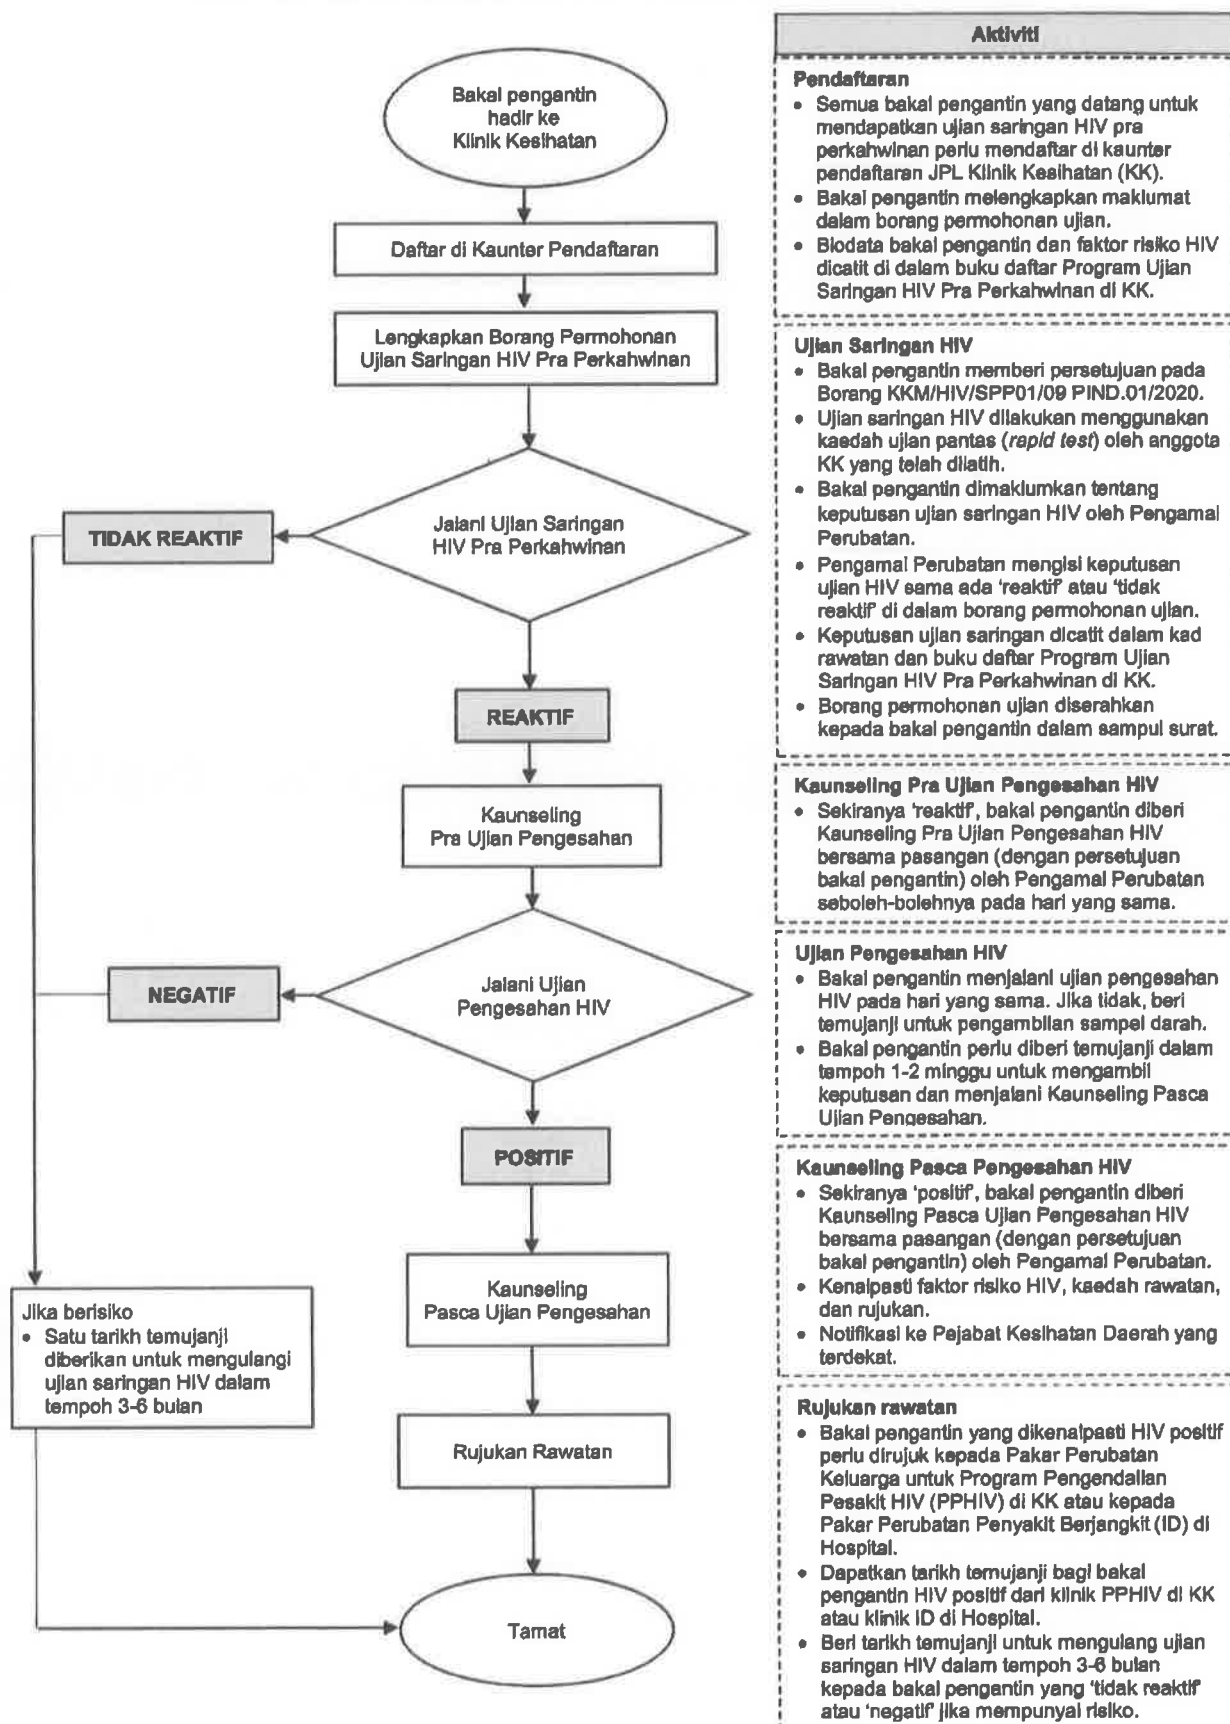 Bakal pengantin
hadir ke
Klinik Kesihatan
Daftar di Kaunter Pendaftaran
Lengkapkan Borang Permohonan
Ujian Saringan HIV Pra Perkahwinan
Jalani Ujian Saringan
HIV Pra Perkahwinan
TIDAK REAKTIF
REAKTIF
Kaunseling
Pra Ujian Pengesahan
Jalani Ujian
Pengesahan HIV
NEGATIF
POSITIF
Kaunseling
Pasca Ujian Pengesahan
Jika berisiko
• Satu tarikh temujanji
diberikan untuk mengulangi
ujian saringan HIV dalam
tempoh 3-6 bulan
Rujukan Rawatan
Tamat
Aktiviti
Pendaftaran
• Semua bakal pengantin yang datang untuk
mendapatkan ujian saringan HIV pra
perkahwinan perlu mendaftar di kaunter
pendaftaran JPL Klinik Kesihatan (KK).
• Bakal pengantin melengkapkan maklumat
dalam borang permohonan ujian.
• Biodata bakal pengantin dan faktor risiko HIV
dicatit di dalam buku daftar Program Ujian
Saringan HIV Pra Perkahwinan di KK.
Ujian Saringan HIV
• Bakal pengantin memberi persetujuan pada
Borang KKM/HIV/SPP01/09 PIND.01/2020.
• Ujian saringan HIV dilakukan menggunakan
kaedah ujian pantas (rapid test) oleh anggota
KK yang telah dilatih.
• Bakal pengantin dimaklumkan tentang
keputusan ujian saringan HIV oleh Pengamal
Perubatan.
• Pengamal Perubatan mengisi keputusan
ujian HIV sama ada 'reaktif' atau 'tidak
reaktif' di dalam borang permohonan ujian.
• Keputusan ujian saringan dicatit dalam kad
rawatan dan buku daftar Program Ujian
Saringan HIV Pra Perkahwinan di KK.
• Borang permohonan ujian diserahkan
kepada bakal pengantin dalam sampul surat.
Kaunseling Pra Ujian Pengesahan HIV
• Sekiranya 'reaktif', bakal pengantin diberi
Kaunseling Pra Ujian Pengesahan HIV
bersama pasangan (dengan persetujuan
bakal pengantin) oleh Pengamal Perubatan
seboleh-bolehnya pada hari yang sama.
Ujian Pengesahan HIV
• Bakal pengantin menjalani ujian pengesahan
HIV pada hari yang sama. Jika tidak, beri
temujanji untuk pengambilan sampel darah.
• Bakal pengantin perlu diberi temujanji dalam
tempoh 1-2 minggu untuk mengambil
keputusan dan menjalani Kaunseling Pasca
Ujian Pengesahan.
Kaunseling Pasca Pengesahan HIV
• Sekiranya 'positif', bakal pengantin diberi
Kaunseling Pasca Ujian Pengesahan HIV
bersama pasangan (dengan persetujuan
bakal pengantin) oleh Pengamal Perubatan.
• Kenalpasti faktor risiko HIV, kaedah rawatan,
dan rujukan.
• Notifikasi ke Pejabat Kesihatan Daerah yang
terdekat.
Rujukan rawatan
• Bakal pengantin yang dikenalpasti HIV positif
perlu dirujuk kepada Pakar Perubatan
Keluarga untuk Program Pengendalian
Pesakit HIV (PPHIV) di KK atau kepada
Pakar Perubatan Penyakit Berjangkit (ID) di
Hospital.
• Dapatkan tarikh temujanji bagi bakal
pengantin HIV positif dari klinik PPHIV di KK
atau klinik ID di Hospital.
• Beri tarikh temujanji untuk mengulang ujian
saringan HIV dalam tempoh 3-6 bulan
kepada bakal pengantin yang 'tidak reaktif'
atau 'negatif' jika mempunyai risiko.